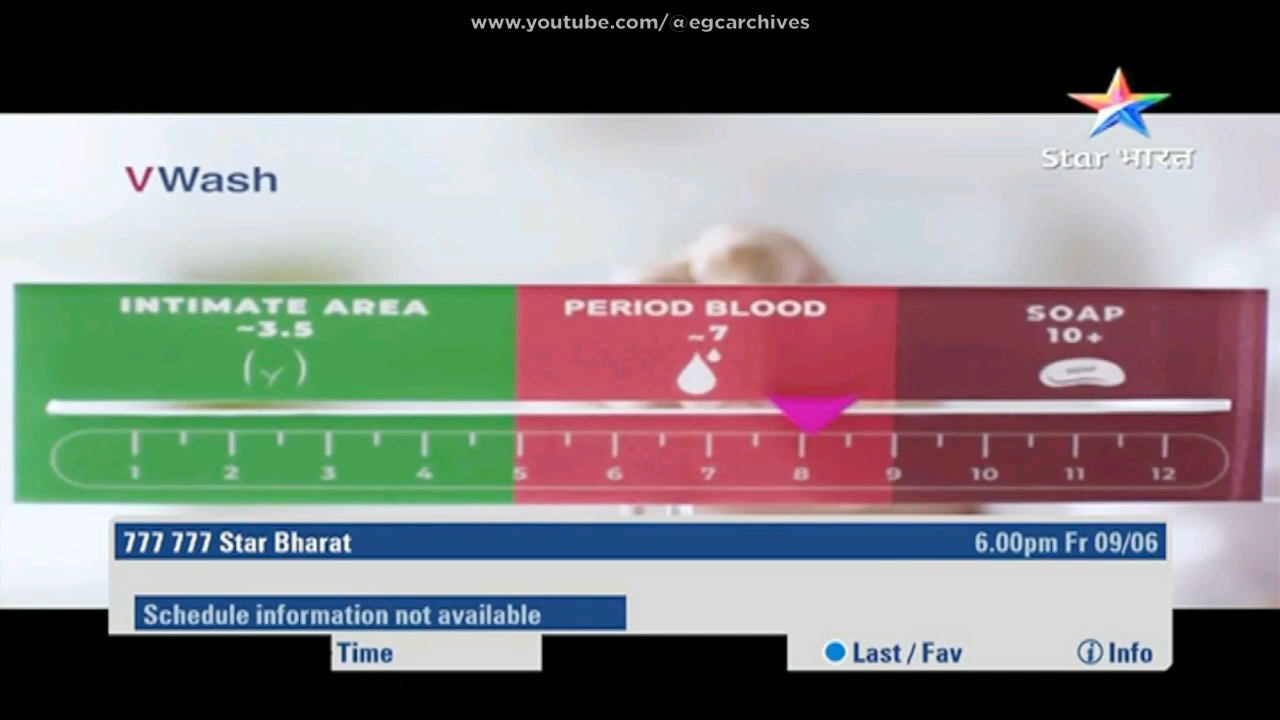 www.youtube.com/@egcarchives
Star भारत
VWash
INTIMATE AREA
~3.5
PERIOD BLOOD
~7
SOAP
10+
1 2 3 4 5 6 7 8 9 10 11 12
777 777 Star Bharat 6.00pm Fr 09/06
Schedule information not available
Time Last / Fav i Info